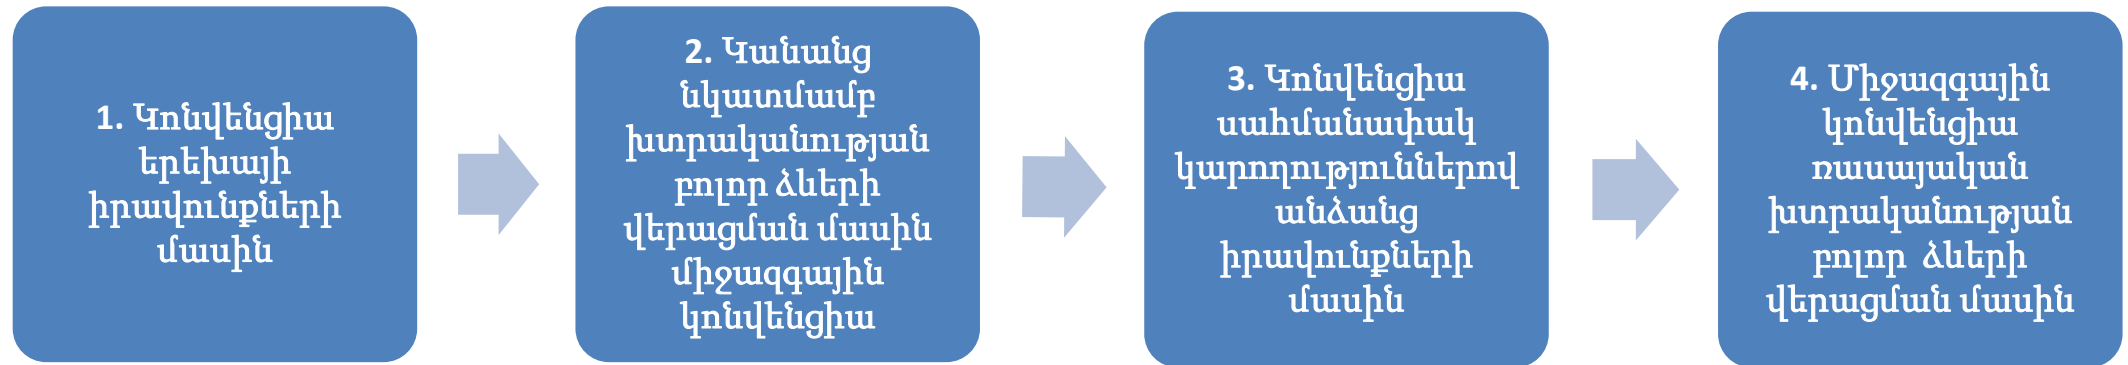 1. Կոնվենցիա
երեխայի
իրավունքների
մասին
2. Կանանց
նկատմամբ
խտրականության
բոլոր ձևերի
վերացման մասին
միջազգային
կոնվենցիա
3. Կոնվենցիա
սահմանափակ
կարողություններով
անձանց
իրավունքների
մասին
4. Միջազգային
կոնվենցիա
ռասայական
խտրականության
բոլոր  ձևերի
վերացման մասին